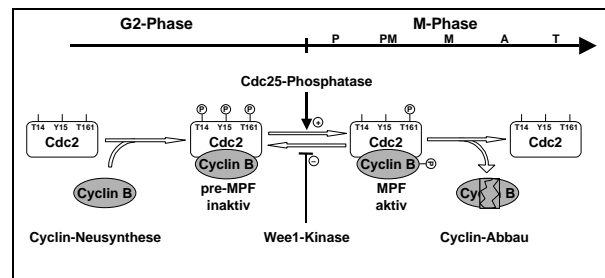 G2-Phase M-Phase
P PM M A T
Cdc25-Phosphatase
P P P + P
T14 Y15 T161 T14 Y15 T161 T14 Y15 T161 T14 Y15 T161
Cdc2 Cdc2 Cdc2 Cdc2
Cyclin B Cyclin B P
Cyclin B pre-MPF − MPF Cy B
inaktiv aktiv
Cyclin-Neusynthese Wee1-Kinase Cyclin-Abbau